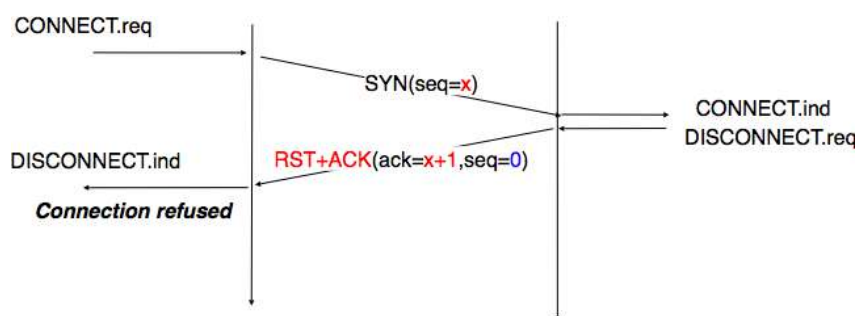 CONNECT.req
SYN(seq=x)
CONNECT.ind
DISCONNECT.req
DISCONNECT.ind
RST+ACK(ack=x+1,seq=0)
Connection refused